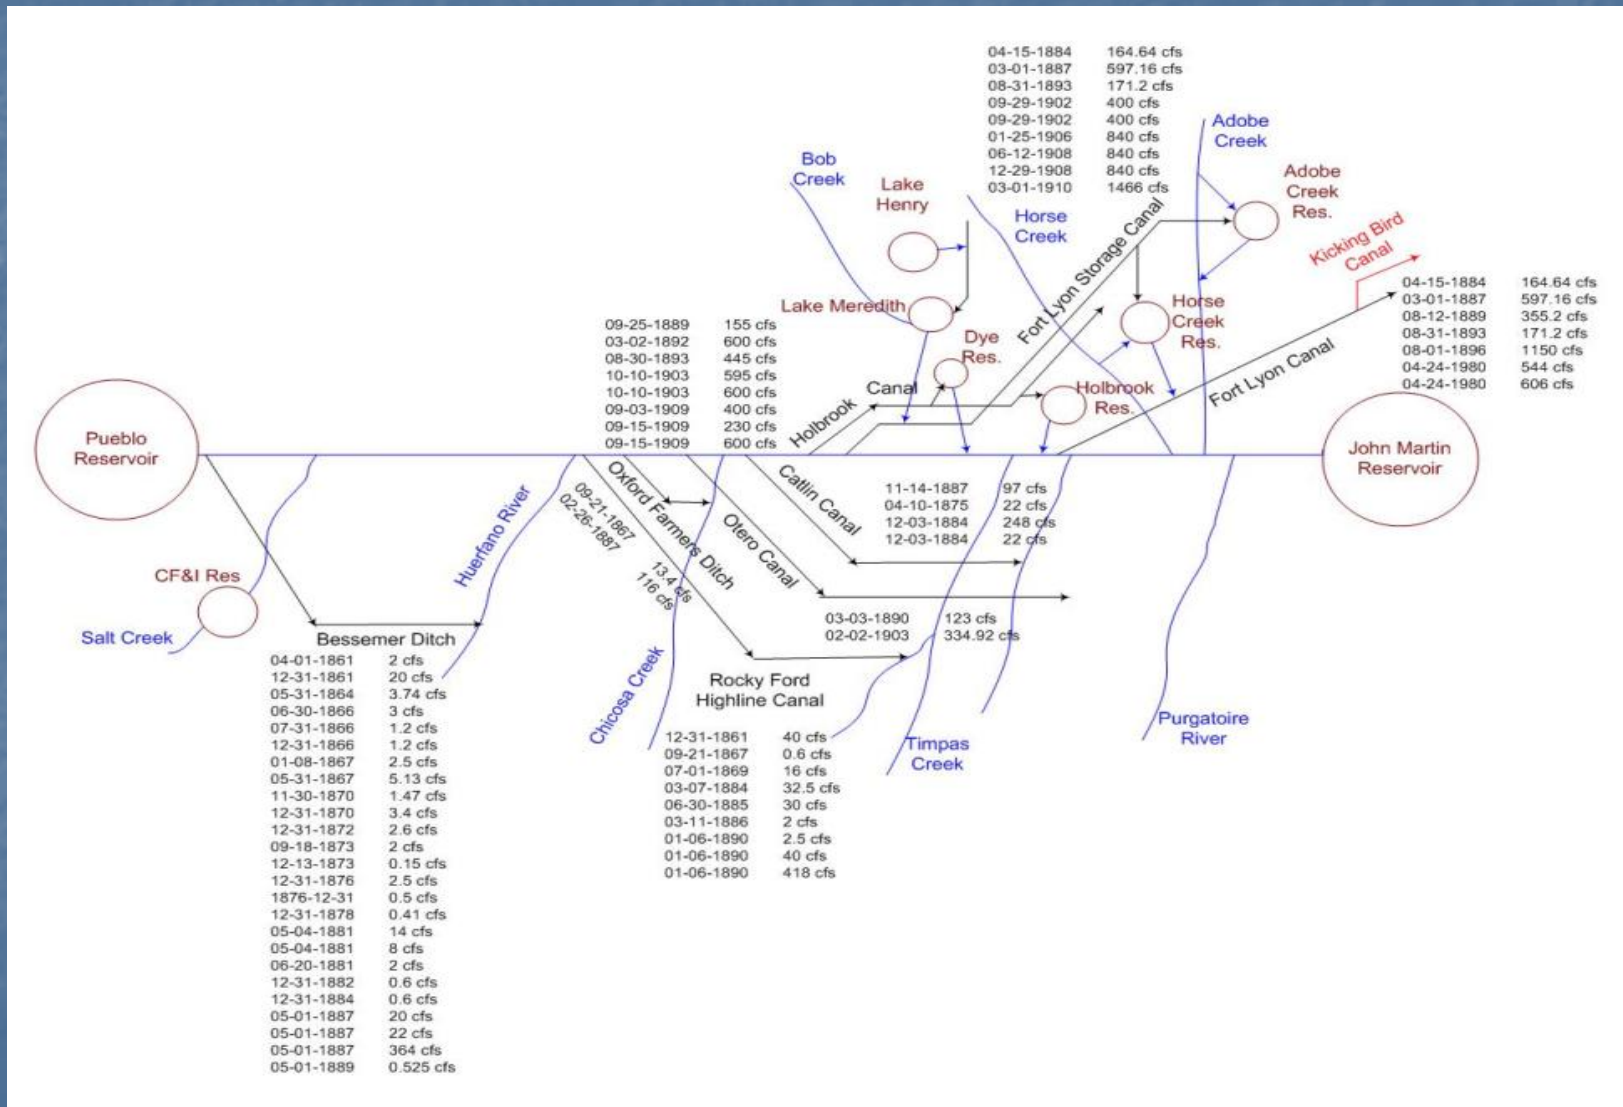 04-15-1884 164.64 cfs
03-01-1887 597.16 cfs
08-31-1893 171.2 cfs
09-29-1902 400 cfs
09-29-1902 400 cfs
01-25-1906 840 cfs
06-12-1908 840 cfs
12-29-1908 840 cfs
03-01-1910 1466 cfs
Adobe
Creek
Bob
Creek
Lake
Henry
Adobe
Creek
Res.
Horse
Creek
Fort Lyon Storage Canal
Kicking Bird
Canal
04-15-1884 164.64 cfs
03-01-1887 597.16 cfs
08-12-1889 355.2 cfs
08-31-1893 171.2 cfs
08-01-1896 1150 cfs
04-24-1980 544 cfs
04-24-1980 606 cfs
Lake Meredith
Horse
Creek
Res.
Dye
Res.
09-25-1889 155 cfs
03-02-1892 600 cfs
08-30-1893 445 cfs
10-10-1903 595 cfs
10-10-1903 600 cfs
09-03-1909 400 cfs
09-15-1909 230 cfs
09-15-1909 600 cfs
Holbrook Canal
Holbrook
Res.
Fort Lyon Canal
Pueblo
Reservoir
John Martin
Reservoir
Oxford Farmers Ditch
09-21-1867 13.4 cfs
02-26-1887 116 cfs
Catlin Canal
11-14-1887 97 cfs
04-10-1875 22 cfs
12-03-1884 248 cfs
12-03-1884 22 cfs
Otero Canal
03-03-1890 123 cfs
02-02-1903 334.92 cfs
Huerfano River
CF&I Res
Salt Creek
Bessemer Ditch
04-01-1861 2 cfs
12-31-1861 20 cfs
05-31-1864 3.74 cfs
06-30-1866 3 cfs
07-31-1866 1.2 cfs
12-31-1866 1.2 cfs
01-08-1867 2.5 cfs
05-31-1867 5.13 cfs
11-30-1870 1.47 cfs
12-31-1870 3.4 cfs
12-31-1872 2.6 cfs
09-18-1873 2 cfs
12-13-1873 0.15 cfs
12-31-1876 2.5 cfs
1876-12-31 0.5 cfs
12-31-1878 0.41 cfs
05-04-1881 14 cfs
05-04-1881 8 cfs
06-20-1881 2 cfs
12-31-1882 0.6 cfs
12-31-1884 0.6 cfs
05-01-1887 20 cfs
05-01-1887 22 cfs
05-01-1887 364 cfs
05-01-1889 0.525 cfs
Chicosa Creek
Rocky Ford
Highline Canal
12-31-1861 40 cfs
09-21-1867 0.6 cfs
07-01-1869 16 cfs
03-07-1884 32.5 cfs
06-30-1885 30 cfs
03-11-1886 2 cfs
01-06-1890 2.5 cfs
01-06-1890 40 cfs
01-06-1890 418 cfs
Timpas
Creek
Purgatoire
River